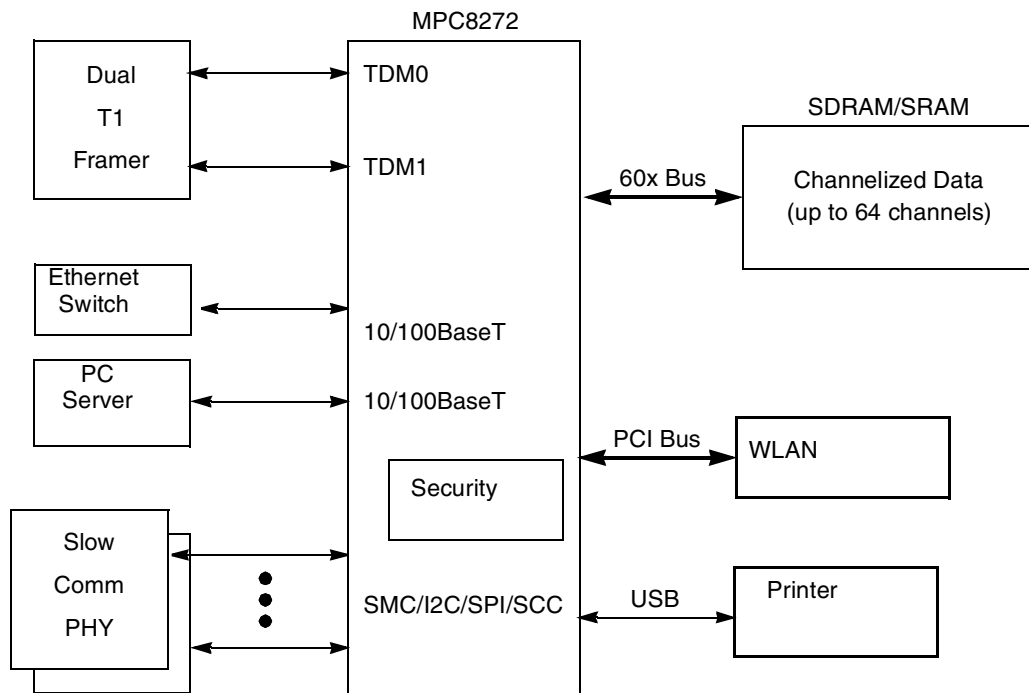 MPC8272
Dual
T1
Framer
TDM0
TDM1
SDRAM/SRAM
60x Bus
Channelized Data
(up to 64 channels)
Ethernet
Switch
10/100BaseT
PC
Server
10/100BaseT
PCI Bus
WLAN
Security
Slow
Comm
PHY
SMC/I2C/SPI/SCC
USB
Printer